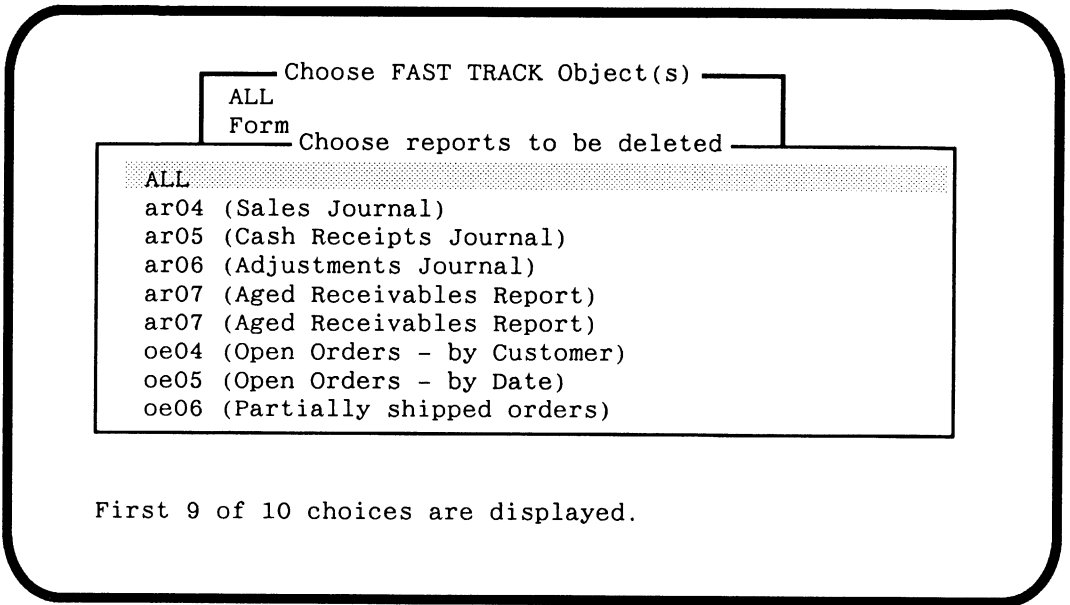 Choose FAST TRACK Object(s)
ALL
Form
Choose reports to be deleted
ALL
ar04 (Sales Journal)
ar05 (Cash Receipts Journal)
ar06 (Adjustments Journal)
ar07 (Aged Receivables Report)
ar07 (Aged Receivables Report)
oe04 (Open Orders - by Customer)
oe05 (Open Orders - by Date)
oe06 (Partially shipped orders)
First 9 of 10 choices are displayed.